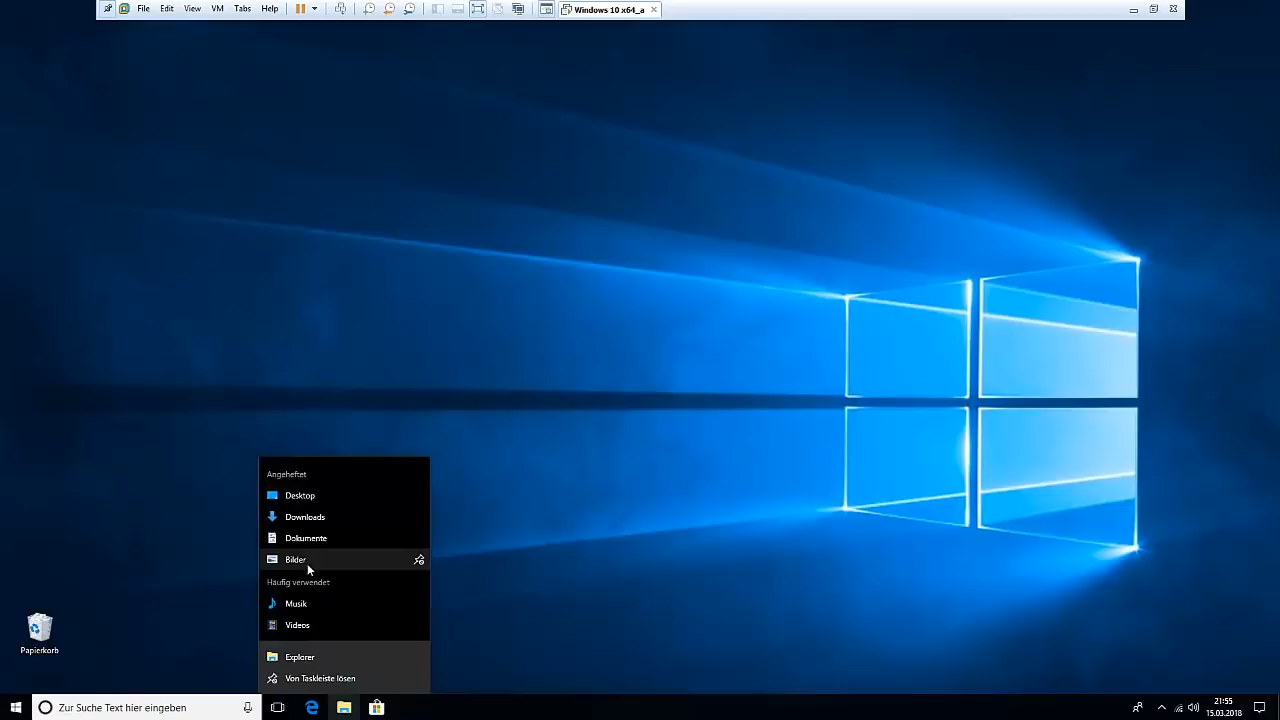 File Edit View VM Tabs Help Windows 10 x64_a
Angeheftet
Desktop
Downloads
Dokumente
Bilder
Häufig verwendet
Musik
Videos
Explorer
Von Taskleiste lösen
Papierkorb
Zur Suche Text hier eingeben
21:55
15.03.2018